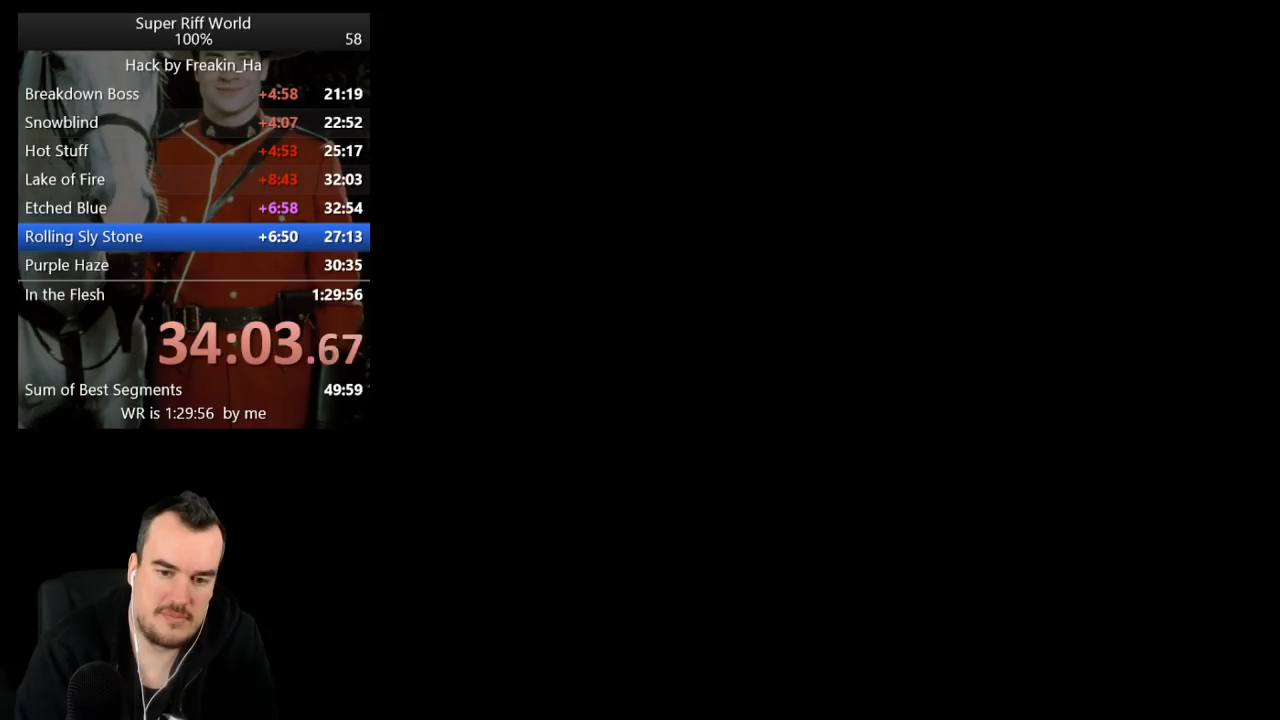 Super Riff World
100% 58
Hack by Freakin_Ha
Breakdown Boss +4:58 21:19
Snowblind +4:07 22:52
Hot Stuff +4:53 25:17
Lake of Fire +8:43 32:03
Etched Blue +6:58 32:54
Rolling Sly Stone +6:50 27:13
Purple Haze 30:35
In the Flesh 1:29:56
34:03.67
Sum of Best Segments 49:59
WR is 1:29:56 by me